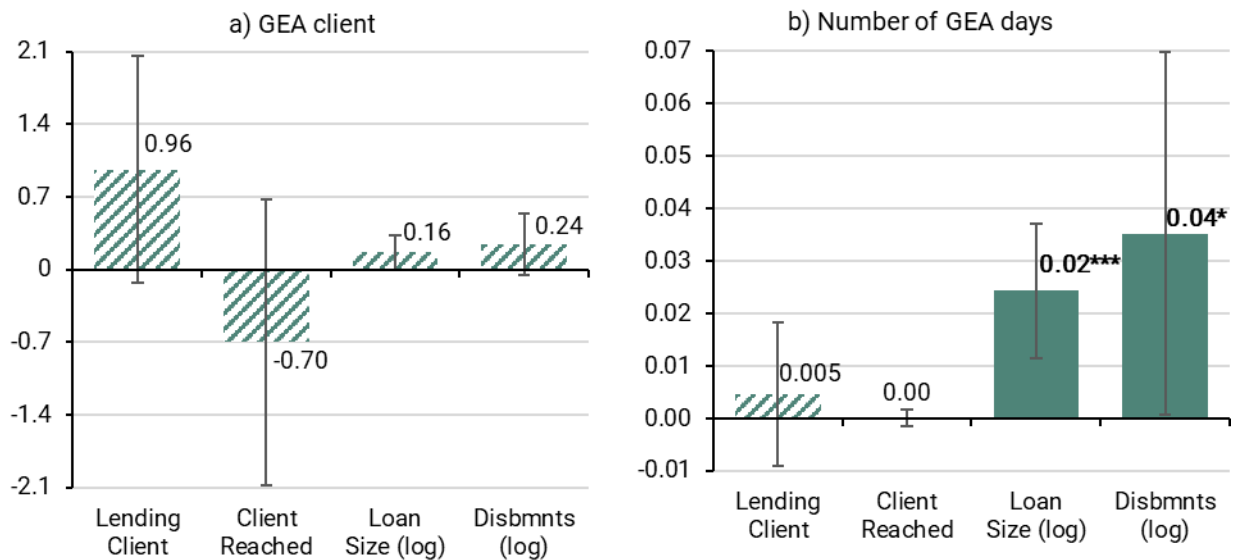 a) GEA client
2.1
1.4
0.7
0
-0.7
-1.4
-2.1
0.96
-0.70
0.16
0.24
Lending
Client
Client
Reached
Loan
Size (log)
Disbmnts
(log)
b) Number of GEA days
0.07
0.06
0.05
0.04
0.03
0.02
0.01
0.00
-0.01
0.005
0.00
0.02***
0.04*
Lending
Client
Client
Reached
Loan
Size (log)
Disbmnts
(log)